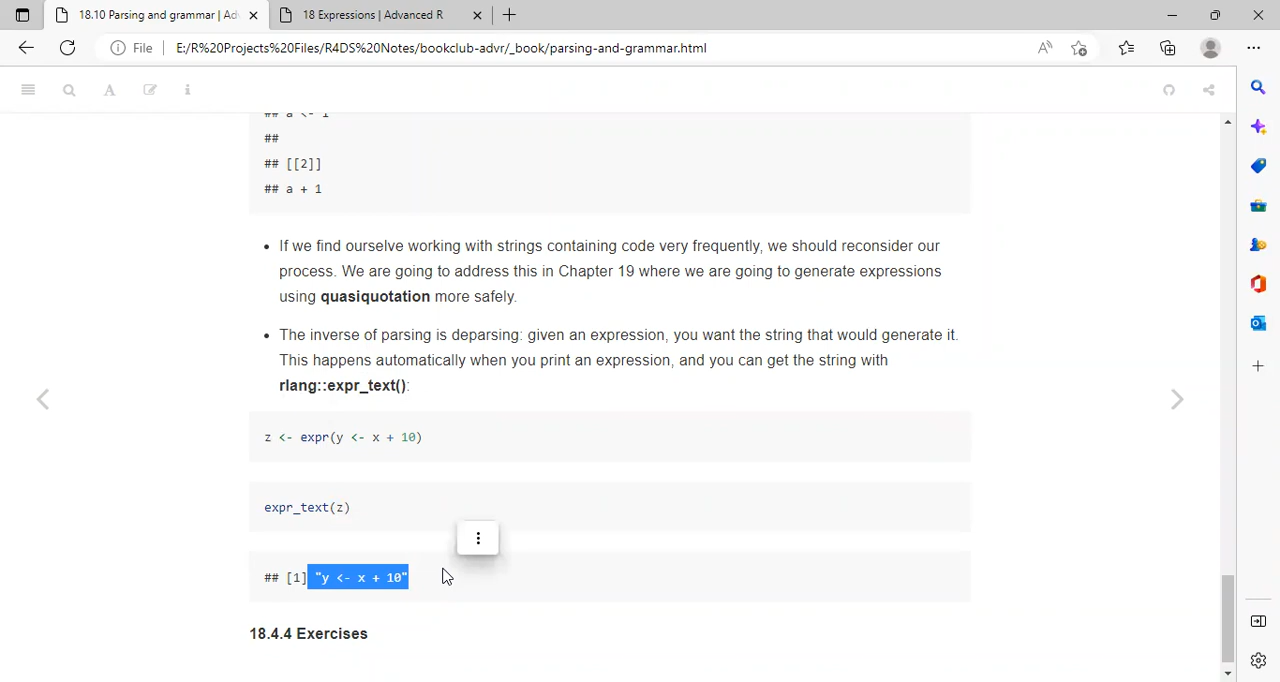 18.10 Parsing and grammar | Ad
18 Expressions | Advanced R
File
E:/R%20Projects%20Files/R4DS%20Notes/bookclub-advr/_book/parsing-and-grammar.html
## a <- 1
##
## [[2]]
## a + 1
• If we find ourselve working with strings containing code very frequently, we should reconsider our
process. We are going to address this in Chapter 19 where we are going to generate expressions
using quasiquotation more safely.
• The inverse of parsing is deparsing: given an expression, you want the string that would generate it.
This happens automatically when you print an expression, and you can get the string with
rlang::expr_text():
z <- expr(y <- x + 10)
expr_text(z)
## [1] "y <- x + 10"
18.4.4 Exercises